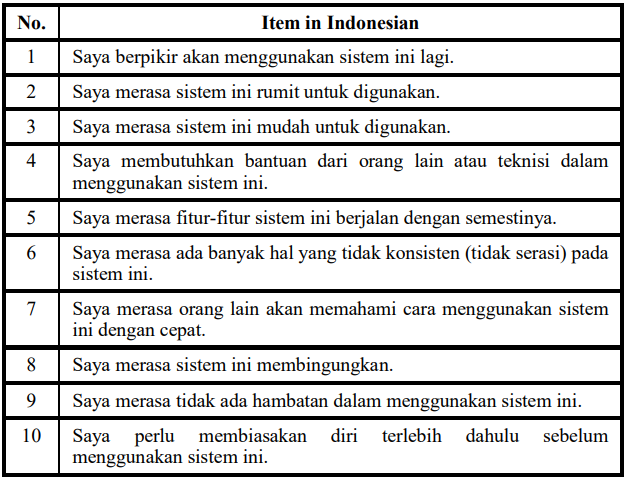 No. Item in Indonesian
1 Saya berpikir akan menggunakan sistem ini lagi.
2 Saya merasa sistem ini rumit untuk digunakan.
3 Saya merasa sistem ini mudah untuk digunakan.
4 Saya membutuhkan bantuan dari orang lain atau teknisi dalam
menggunakan sistem ini.
5 Saya merasa fitur-fitur sistem ini berjalan dengan semestinya.
6 Saya merasa ada banyak hal yang tidak konsisten (tidak serasi) pada
sistem ini.
7 Saya merasa orang lain akan memahami cara menggunakan sistem
ini dengan cepat.
8 Saya merasa sistem ini membingungkan.
9 Saya merasa tidak ada hambatan dalam menggunakan sistem ini.
10 Saya perlu membiasakan diri terlebih dahulu sebelum
menggunakan sistem ini.